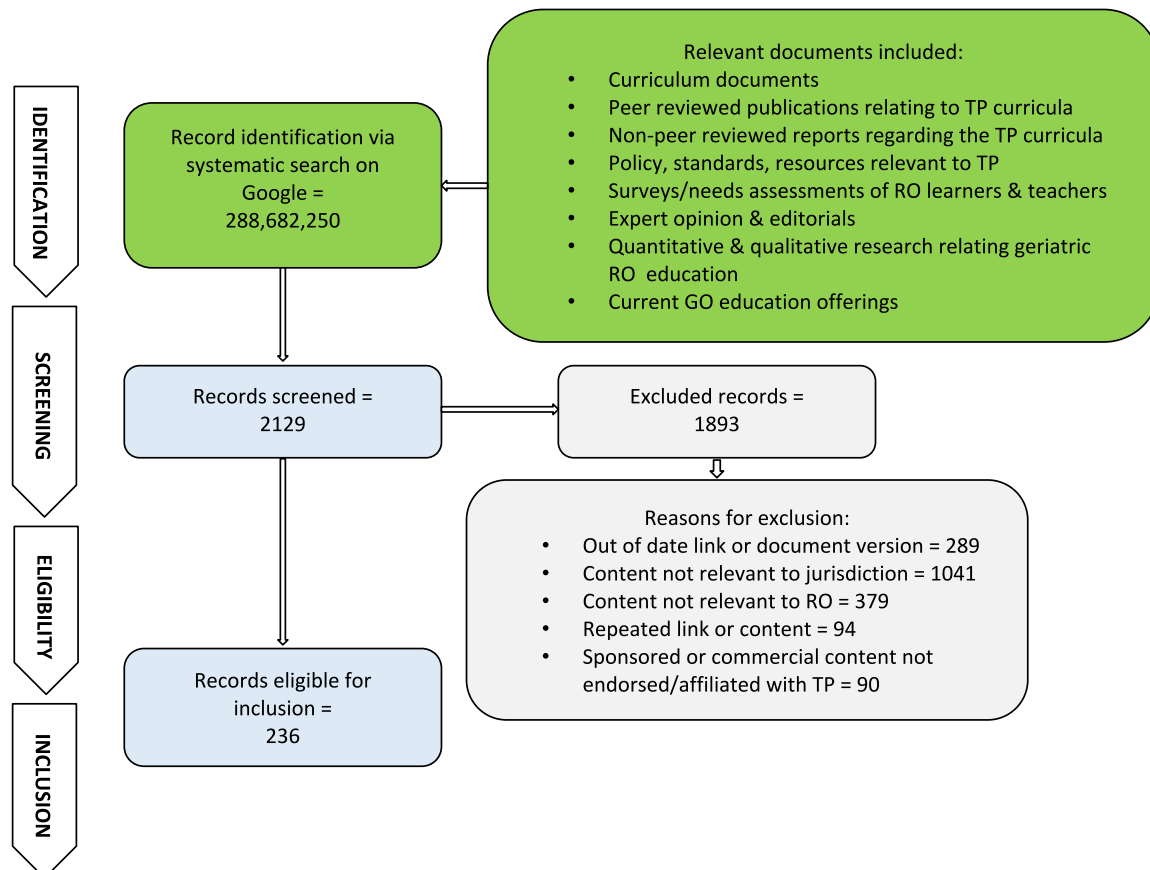 IDENTIFICATION
Record identification via
systematic search on
Google =
288,682,250
Relevant documents included:
• Curriculum documents
• Peer reviewed publications relating to TP curricula
• Non-peer reviewed reports regarding the TP curricula
• Policy, standards, resources relevant to TP
• Surveys/needs assessments of RO learners & teachers
• Expert opinion & editorials
• Quantitative & qualitative research relating geriatric
RO education
• Current GO education offerings
SCREENING
Records screened =
2129
Excluded records =
1893
Reasons for exclusion:
• Out of date link or document version = 289
• Content not relevant to jurisdiction = 1041
• Content not relevant to RO = 379
• Repeated link or content = 94
• Sponsored or commercial content not
endorsed/affiliated with TP = 90
ELIGIBILITY
Records eligible for
inclusion =
236
INCLUSION